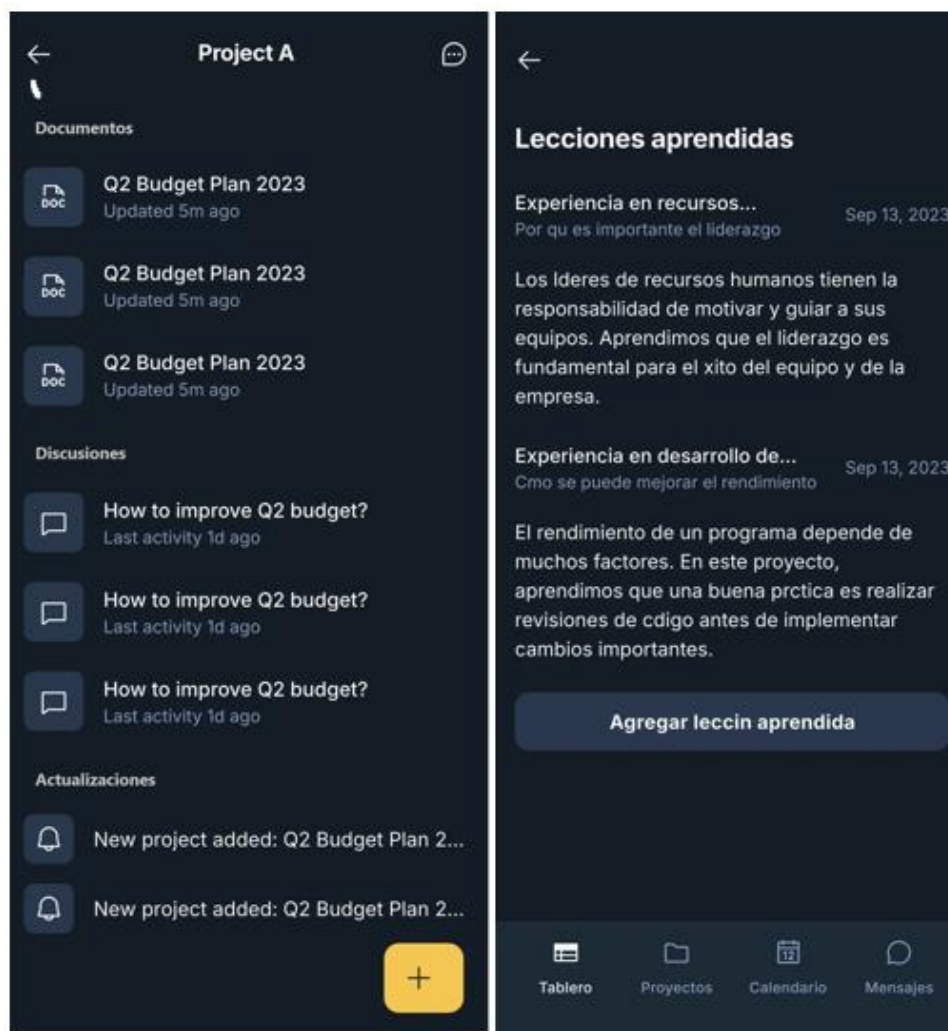 Project A
Documentos
DOC
Q2 Budget Plan 2023
Updated 5m ago
DOC
Q2 Budget Plan 2023
Updated 5m ago
DOC
Q2 Budget Plan 2023
Updated 5m ago
Discusiones
How to improve Q2 budget?
Last activity 1d ago
How to improve Q2 budget?
Last activity 1d ago
How to improve Q2 budget?
Last activity 1d ago
Actualizaciones
New project added: Q2 Budget Plan 2...
New project added: Q2 Budget Plan 2...
+
Lecciones aprendidas
Experiencia en recursos...
Sep 13, 2023
Por qu es importante el liderazgo
Los lderes de recursos humanos tienen la
responsabilidad de motivar y guiar a sus
equipos. Aprendimos que el liderazgo es
fundamental para el xito del equipo y de la
empresa.
Experiencia en desarrollo de...
Sep 13, 2023
Cmo se puede mejorar el rendimiento
El rendimiento de un programa depende de
muchos factores. En este proyecto,
aprendimos que una buena prctica es realizar
revisiones de cdigo antes de implementar
cambios importantes.
Agregar leccin aprendida
12
Tablero
Proyectos
Calendario
Mensajes